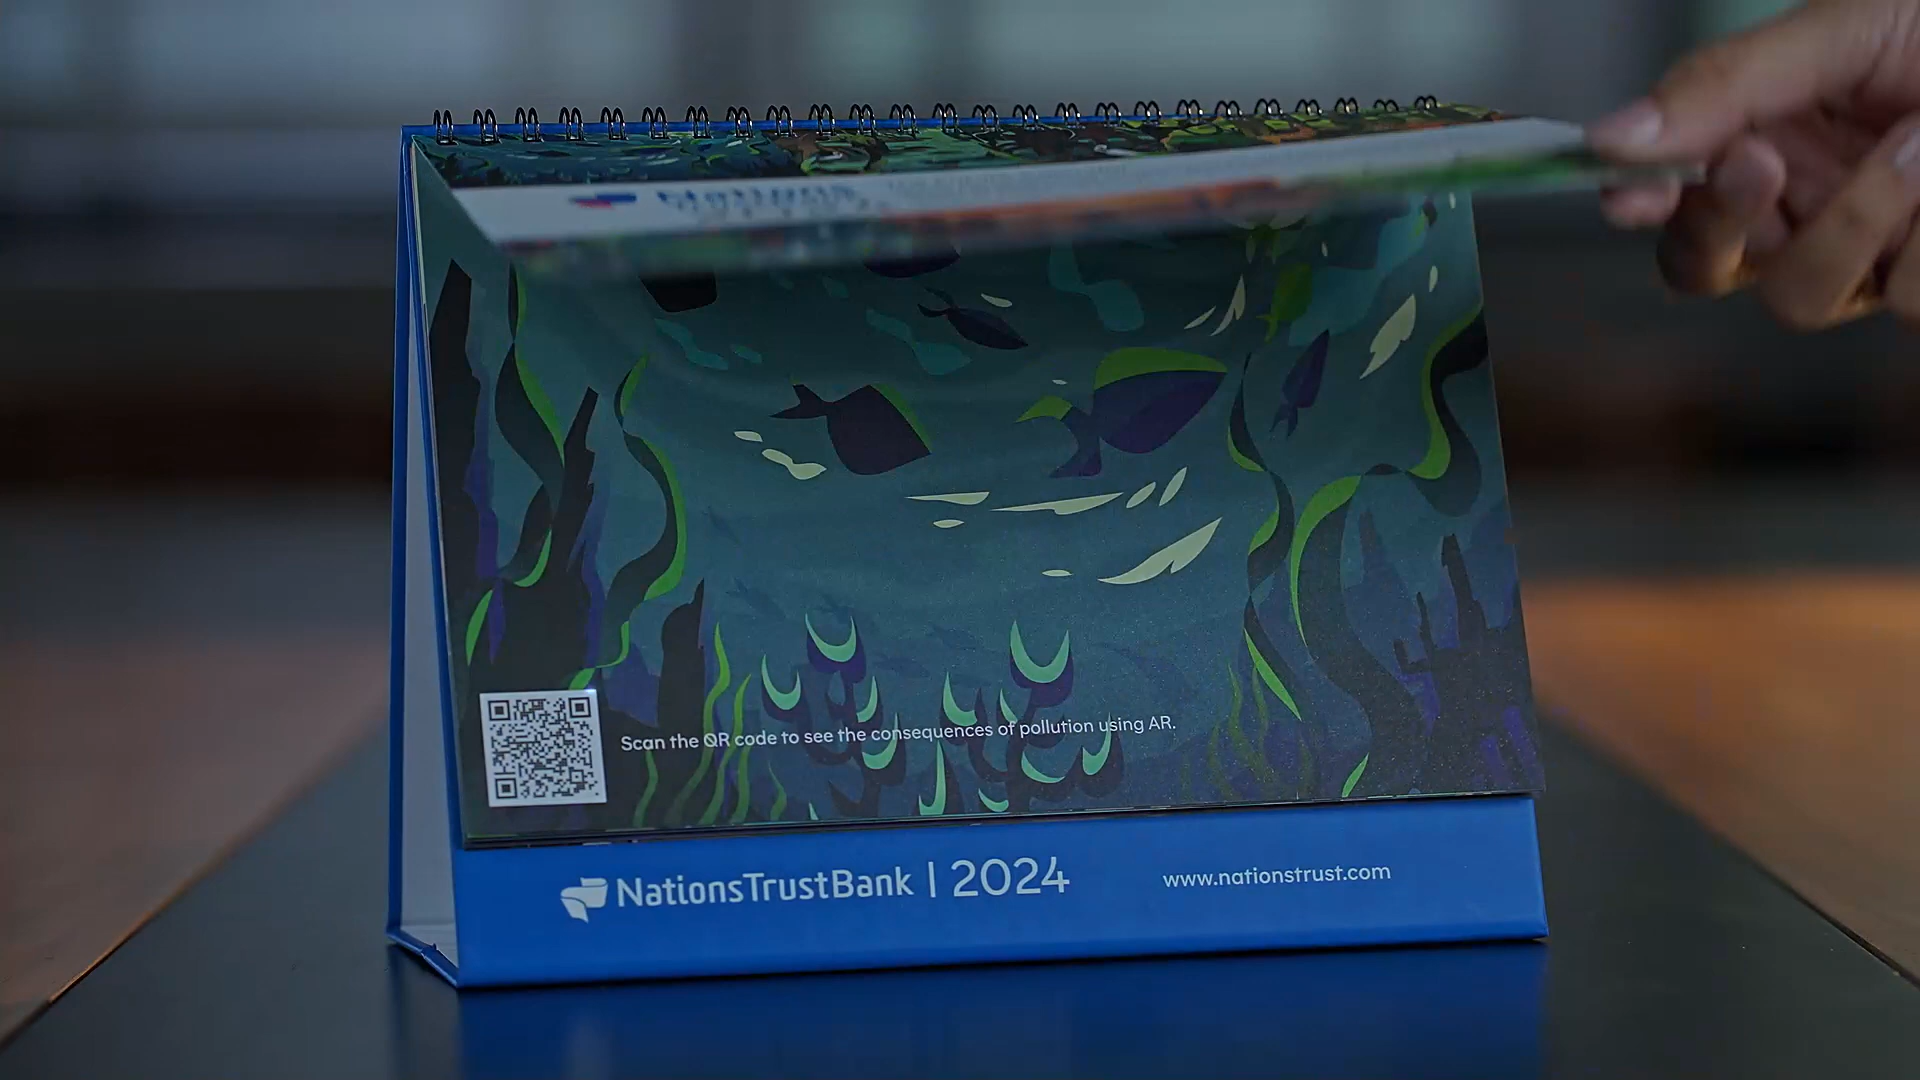 Scan the QR code to see the consequences of pollution using AR.
NationsTrustBank | 2024
www.nationstrust.com